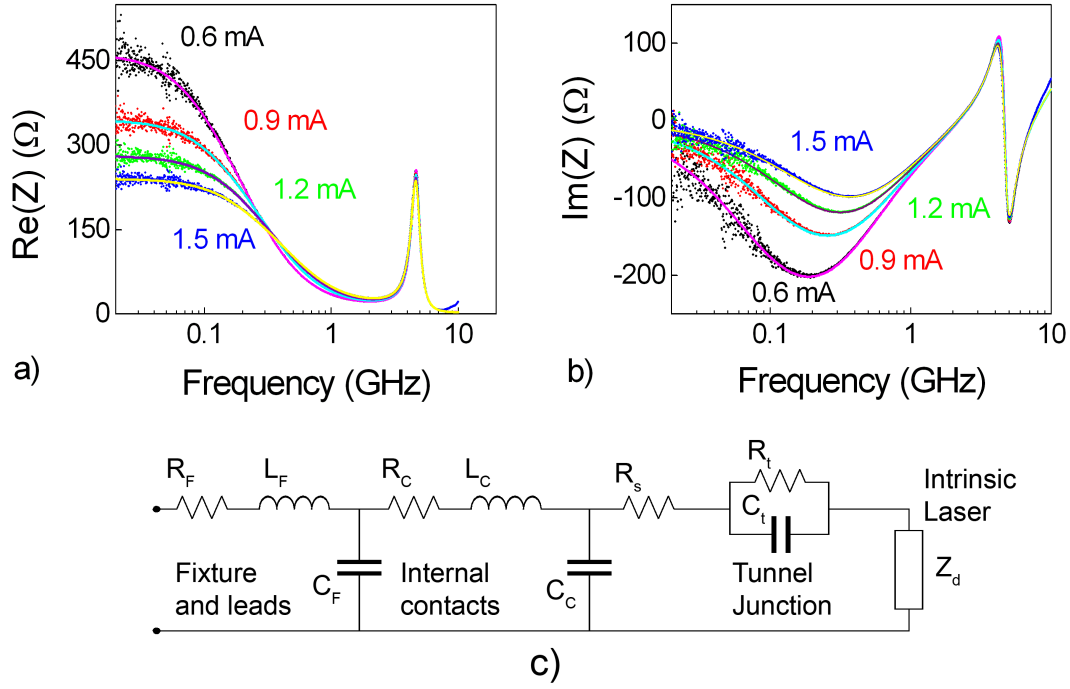 0.6 mA
0.9 mA
1.2 mA
1.5 mA
Re(Z) (Ω)
450
300
150
0
0.1
1
10
Frequency (GHz)
a)
1.5 mA
1.2 mA
0.9 mA
0.6 mA
Im(Z) (Ω)
100
0
-100
-200
0.1
1
10
Frequency (GHz)
b)
R_F
L_F
R_C
L_C
R_s
R_t
C_t
Intrinsic
Laser
Fixture
and leads
C_F
Internal
contacts
C_C
Tunnel
Junction
Z_d
c)